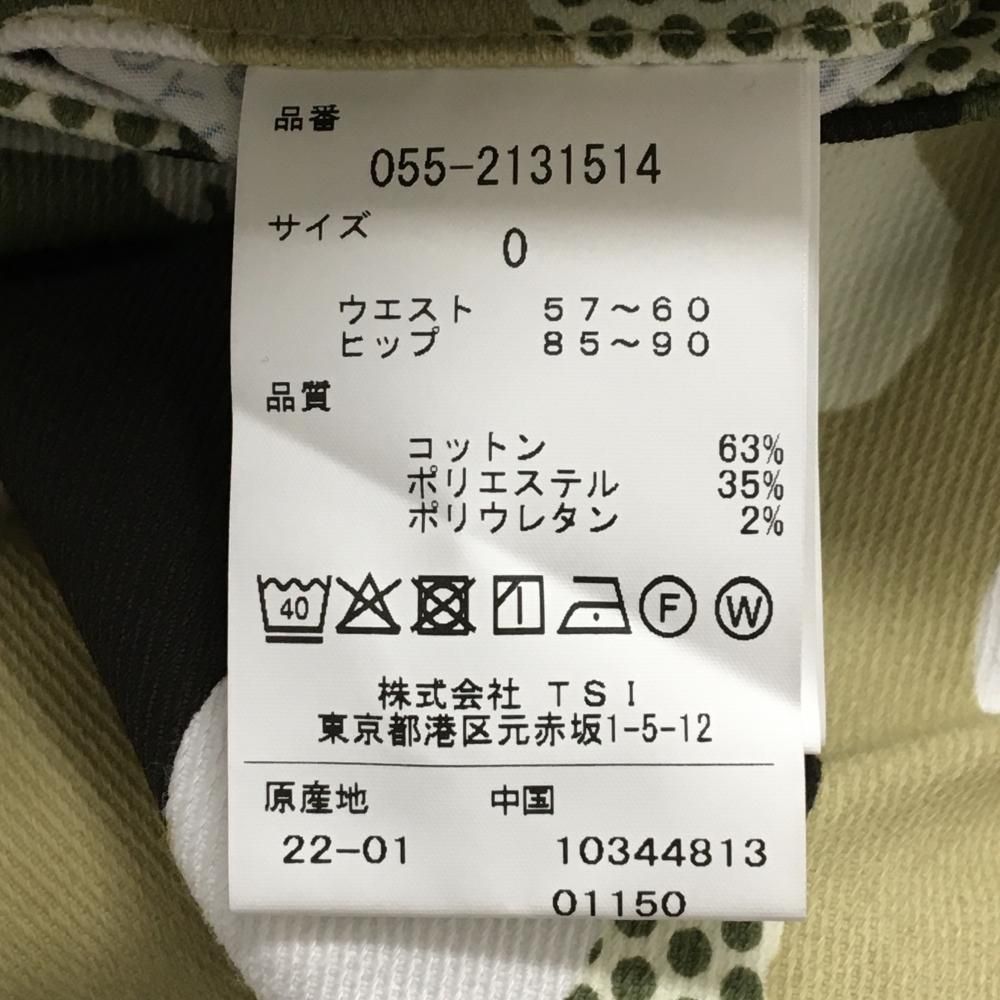 品番
055-2131514
サイズ
0
ウエスト 57～60
ヒップ 85～90
品質
コットン 63%
ポリエステル 35%
ポリウレタン 2%
40 F W
株式会社 TSI
東京都港区元赤坂1-5-12
原産地 中国
22-01 10344813
01150